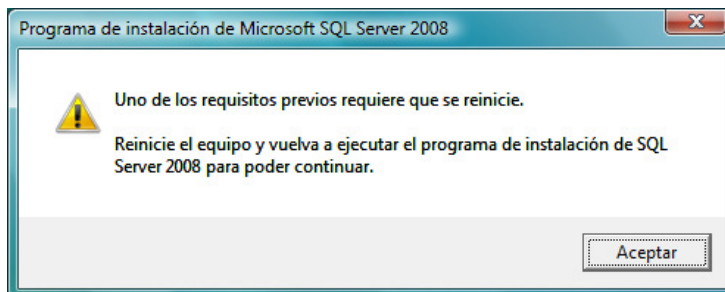 Programa de instalación de Microsoft SQL Server 2008
Uno de los requisitos previos requiere que se reinicie.
Reinicie el equipo y vuelva a ejecutar el programa de instalación de SQL
Server 2008 para poder continuar.
Aceptar